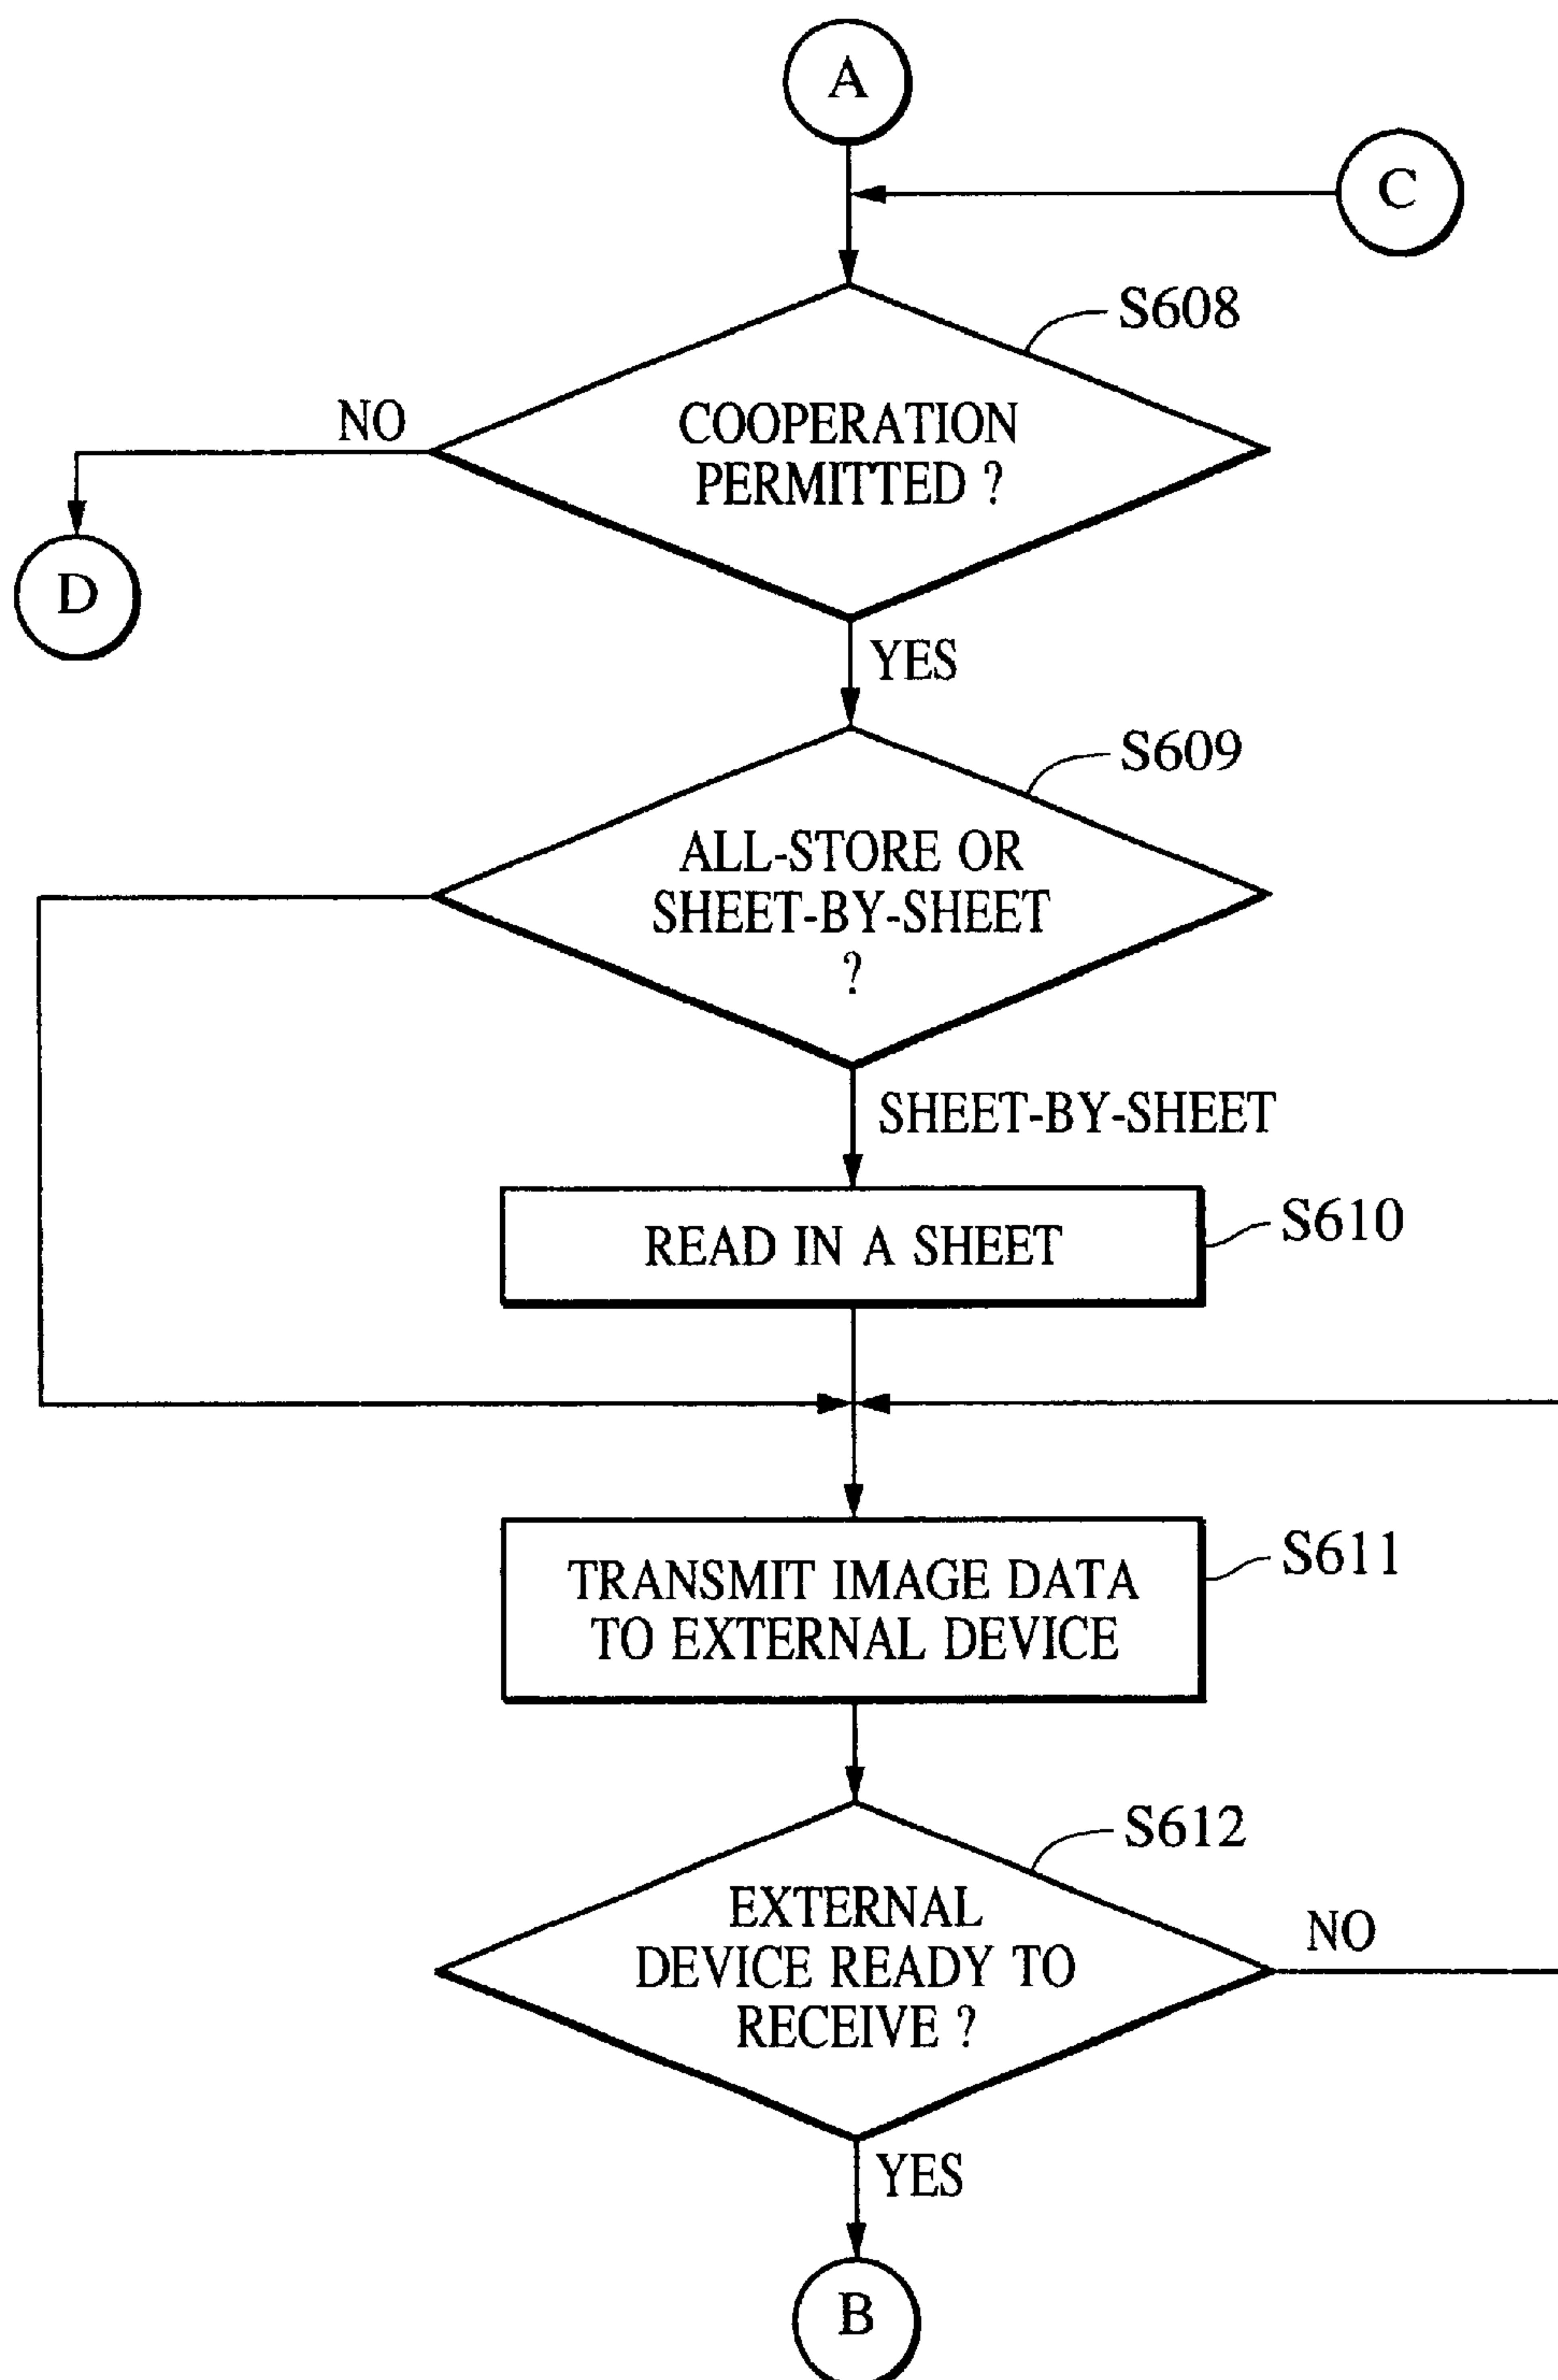 A
C
S608
NO
COOPERATION
PERMITTED ?
D
YES
S609
ALL-STORE OR
SHEET-BY-SHEET
?
SHEET-BY-SHEET
READ IN A SHEET
S610
TRANSMIT IMAGE DATA
TO EXTERNAL DEVICE
S611
S612
EXTERNAL
DEVICE READY TO
RECEIVE ?
NO
YES
B